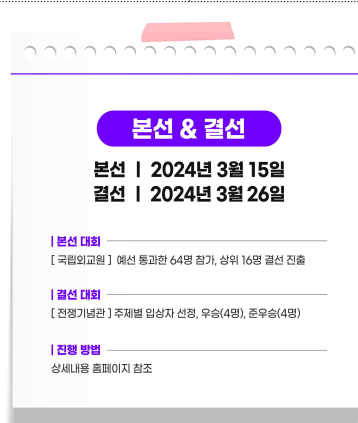 본선 & 결선
본선 | 2024년 3월 15일
결선 | 2024년 3월 26일
| 본선 대회
[ 국립외교원 ] 예선 통과한 64명 참가, 상위 16명 결선 진출
| 결선 대회
[ 전쟁기념관 ] 주제별 입상자 선정, 우승(4명), 준우승(4명)
| 진행 방법
상세내용 홈페이지 참조